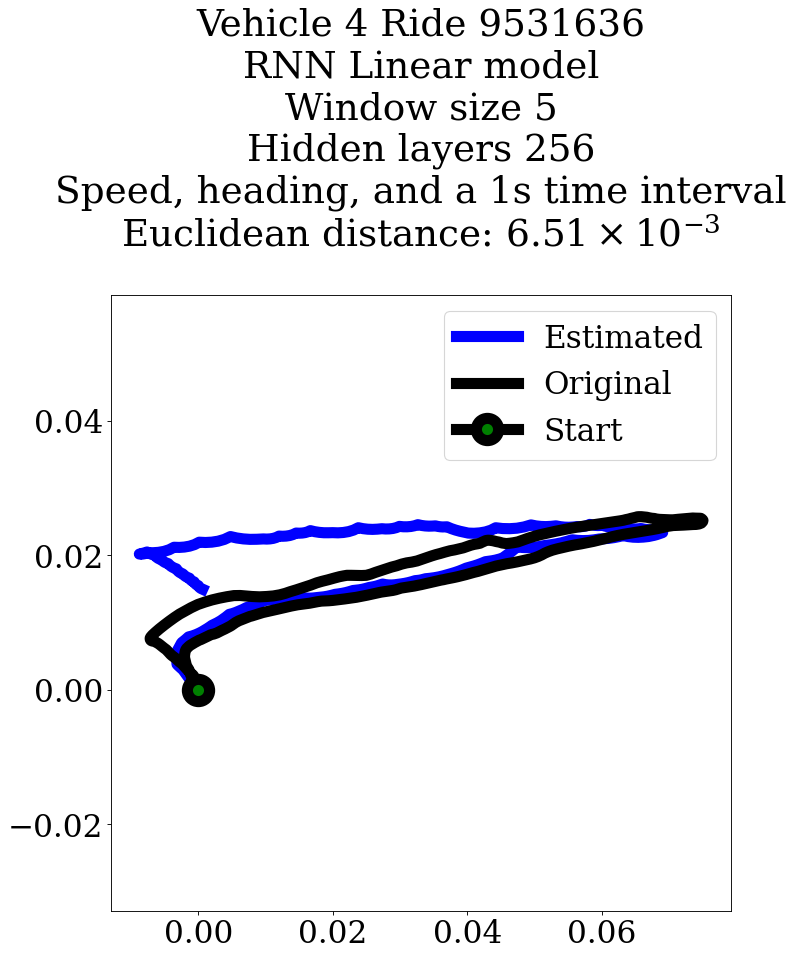 Vehicle 4 Ride 9531636
RNN Linear model
Window size 5
Hidden layers 256
Speed, heading, and a 1s time interval
Euclidean distance: 6.51 × 10⁻³
Estimated
Original
Start
0.04
0.02
0.00
−0.02
0.00 0.02 0.04 0.06